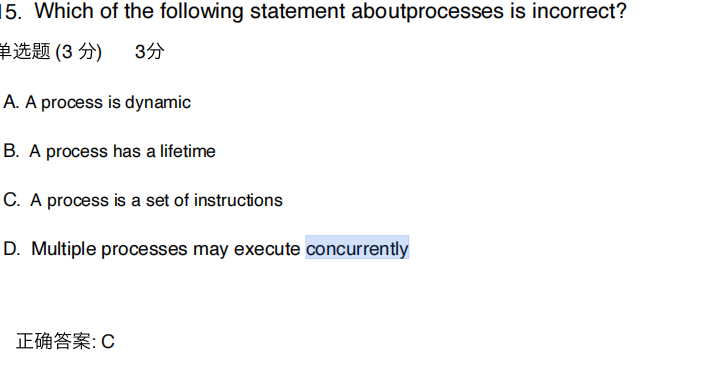 15. Which of the following statement aboutprocesses is incorrect?
单选题 (3 分) 3分
A. A process is dynamic
B. A process has a lifetime
C. A process is a set of instructions
D. Multiple processes may execute concurrently
正确答案: C